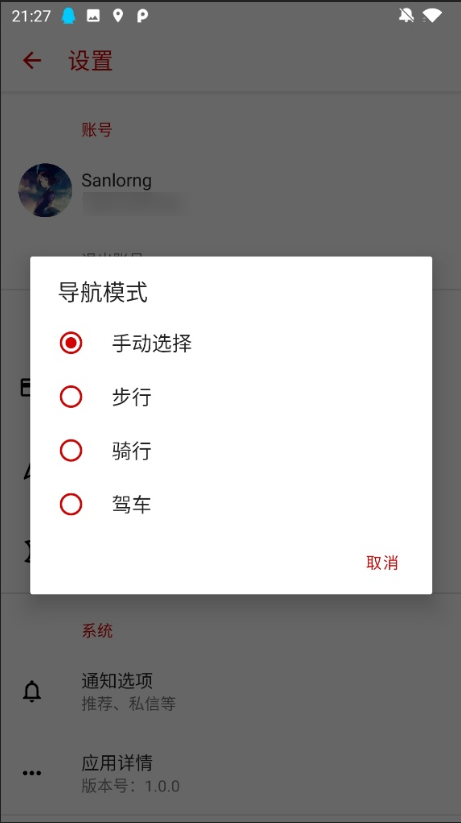 21:27
设置
账号
Sanlorng
导航模式
手动选择
步行
骑行
驾车
取消
系统
通知选项
推荐、私信等
应用详情
版本号：1.0.0